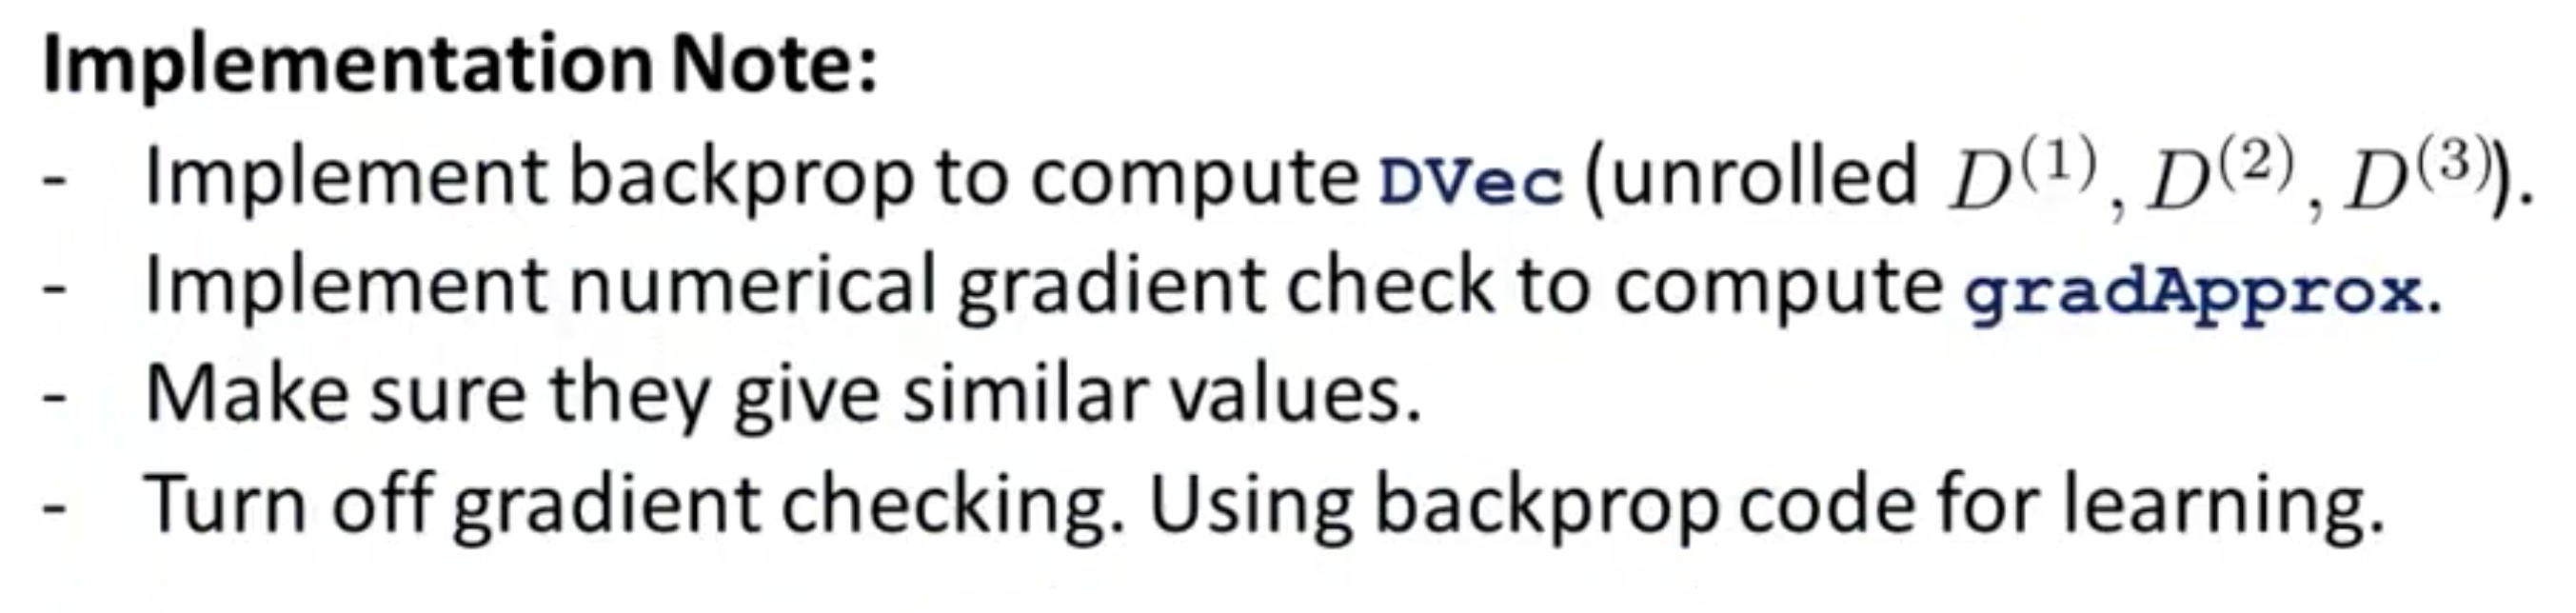 Implementation Note:
- Implement backprop to compute DVec (unrolled D^(1), D^(2), D^(3)).
- Implement numerical gradient check to compute gradApprox.
- Make sure they give similar values.
- Turn off gradient checking. Using backprop code for learning.